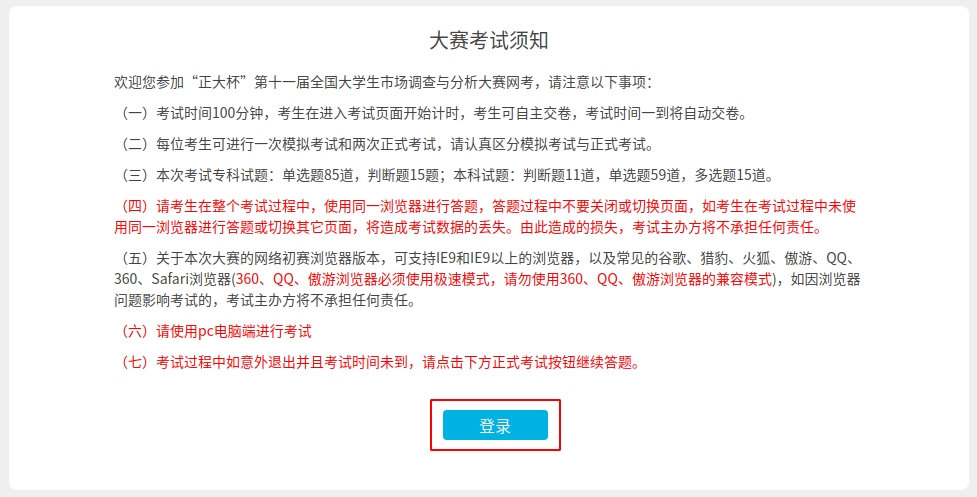 大赛考试须知
欢迎您参加“正大杯”第十一届全国大学生市场调查与分析大赛网考，请注意以下事项：
（一）考试时间100分钟，考生在进入考试页面开始计时，考生可自主交卷，考试时间一到将自动交卷。
（二）每位考生可进行一次模拟考试和两次正式考试，请认真区分模拟考试与正式考试。
（三）本次考试专科试题：单选题85道，判断题15题；本科试题：判断题11道，单选题59道，多选题15道。
（四）请考生在整个考试过程中，使用同一浏览器进行答题，答题过程中不要关闭或切换页面，如考生在考试过程中未使
用同一浏览器进行答题或切换其它页面，将造成考试数据的丢失。由此造成的损失，考试主办方将不承担任何责任。
（五）关于本次大赛的网络初赛浏览器版本，可支持IE9和IE9以上的浏览器，以及常见的谷歌、猎豹、火狐、傲游、QQ、
360、Safari浏览器(360、QQ、傲游浏览器必须使用极速模式，请勿使用360、QQ、傲游浏览器的兼容模式)，如因浏览器
问题影响考试的，考试主办方将不承担任何责任。
（六）请使用pc电脑端进行考试
（七）考试过程中如意外退出并且考试时间未到，请点击下方正式考试按钮继续答题。
登录